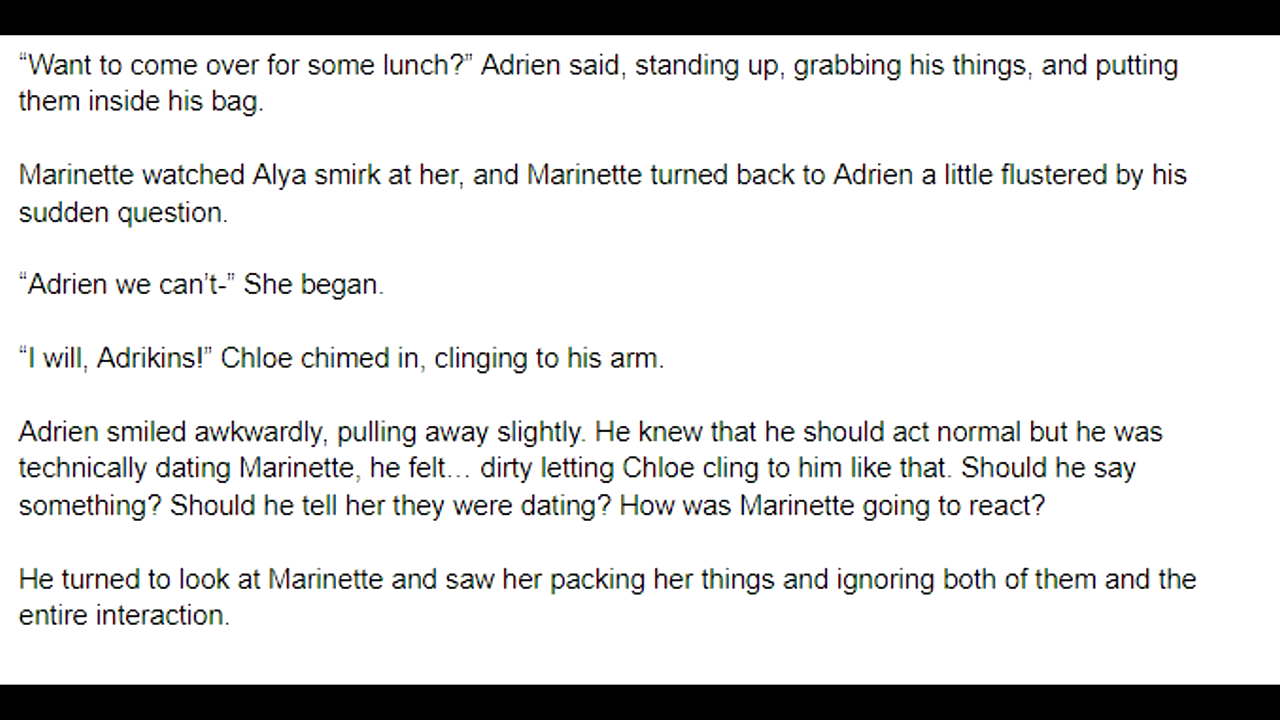 “Want to come over for some lunch?” Adrien said, standing up, grabbing his things, and putting
them inside his bag.
Marinette watched Alya smirk at her, and Marinette turned back to Adrien a little flustered by his
sudden question.
“Adrien we can’t-” She began.
“I will, Adrikins!” Chloe chimed in, clinging to his arm.
Adrien smiled awkwardly, pulling away slightly. He knew that he should act normal but he was
technically dating Marinette, he felt… dirty letting Chloe cling to him like that. Should he say
something? Should he tell her they were dating? How was Marinette going to react?
He turned to look at Marinette and saw her packing her things and ignoring both of them and the
entire interaction.